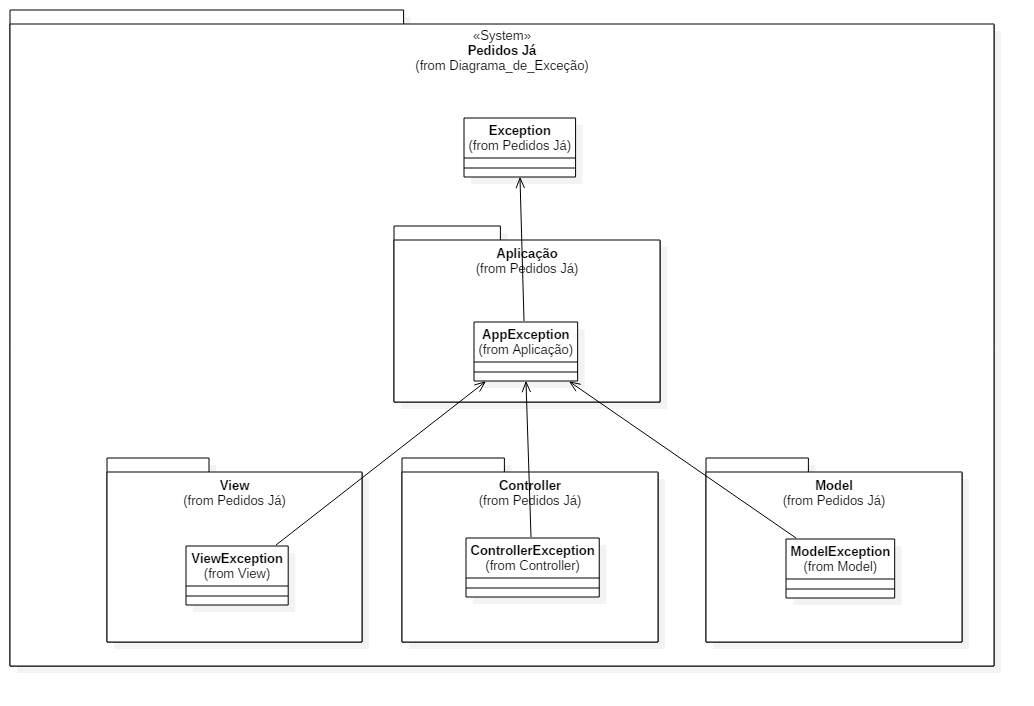 «System»
Pedidos Já
(from Diagrama_de_Exceção)
Exception
(from Pedidos Já)
Aplicação
(from Pedidos Já)
AppException
(from Aplicação)
View
(from Pedidos Já)
ViewException
(from View)
Controller
(from Pedidos Já)
ControllerException
(from Controller)
Model
(from Pedidos Já)
ModelException
(from Model)